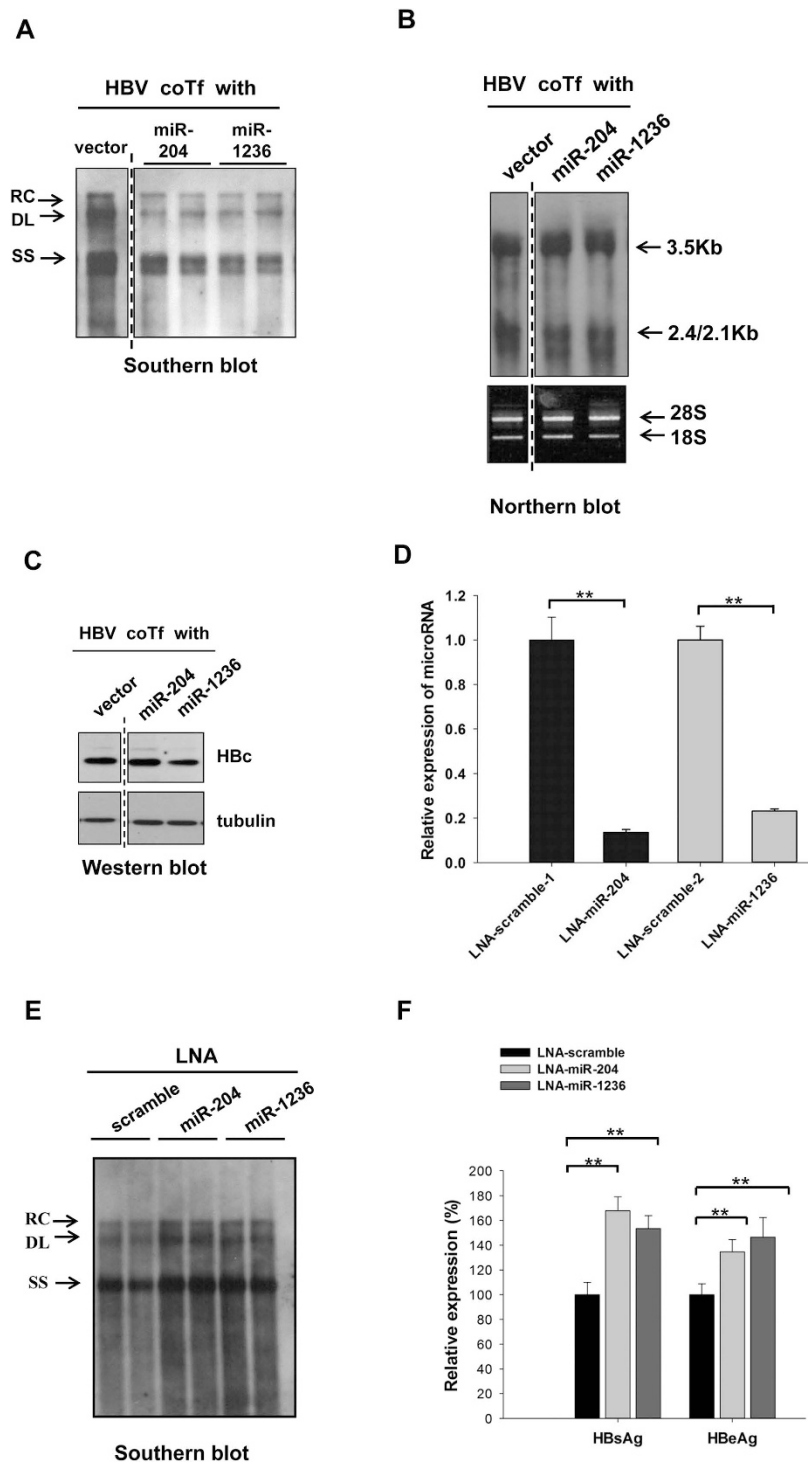 A
HBV coTf with
vector
miR-
204
miR-
1236
RC
DL
SS
Southern blot
B
HBV coTf with
vector
miR-204
miR-1236
3.5Kb
2.4/2.1Kb
28S
18S
Northern blot
C
HBV coTf with
vector
miR-204
miR-1236
HBc
tubulin
Western blot
D
Relative expression of microRNA
1.2
1.0
0.8
0.6
0.4
0.2
0.0
**
**
LNA-scramble-1
LNA-miR-204
LNA-scramble-2
LNA-miR-1236
E
LNA
scramble
miR-204
miR-1236
RC
DL
SS
Southern blot
F
LNA-scramble
LNA-miR-204
LNA-miR-1236
Relative expression (%)
200
180
160
140
120
100
80
60
40
20
0
**
**
**
**
HBsAg
HBeAg